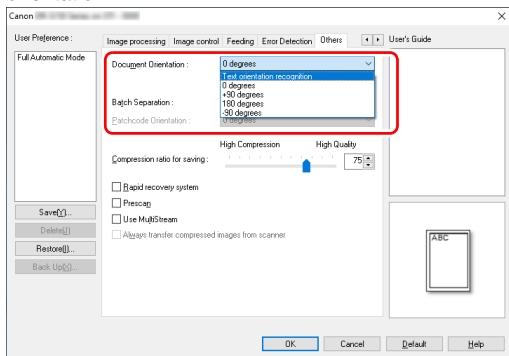 Canon
User Preference :
Full Automatic Mode
Save(Y)...
Delete(J)
Restore(I)...
Back Up(X)...
Image processing Image control Feeding Error Detection Others
Document Orientation : 0 degrees
Text orientation recognition
0 degrees
+90 degrees
180 degrees
-90 degrees
Batch Separation :
Patchcode Orientation : 0 degrees
High Compression High Quality
Compression ratio for saving : 75
Rapid recovery system
Prescan
Use MultiStream
Always transfer compressed images from scanner
User's Guide
ABC
OK Cancel Default Help